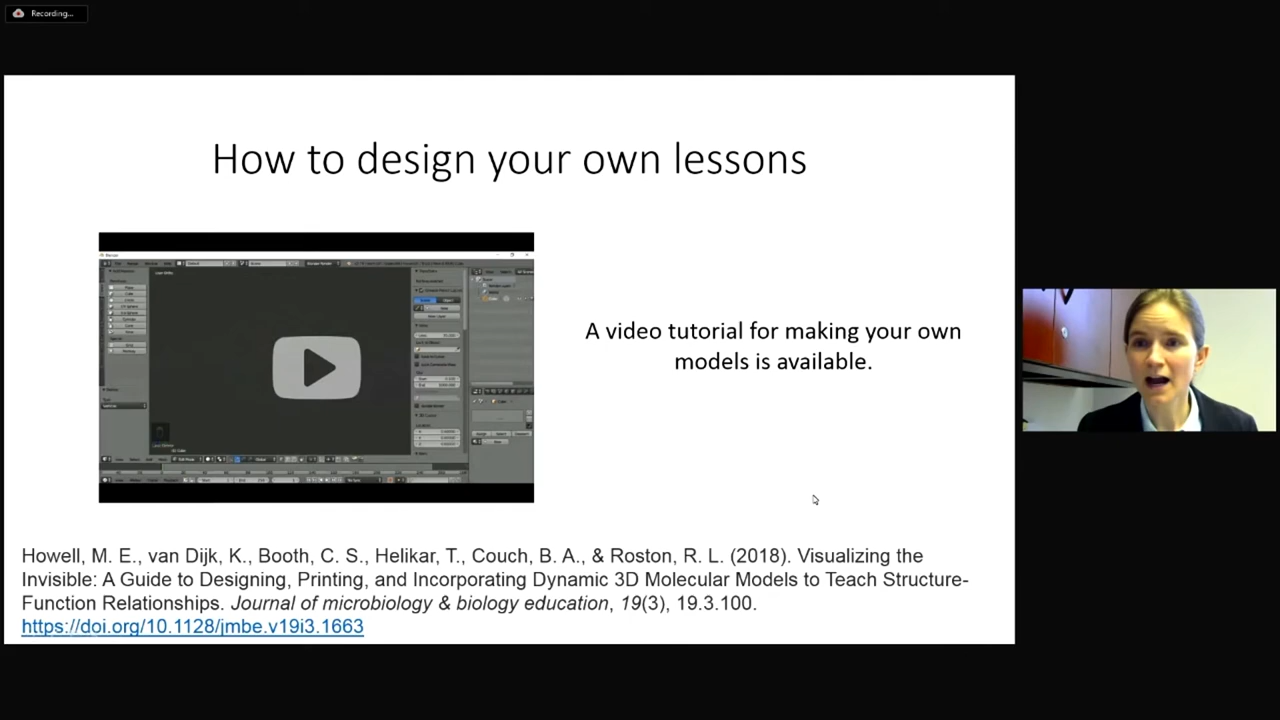 Recording...
How to design your own lessons
A video tutorial for making your own
models is available.
Howell, M. E., van Dijk, K., Booth, C. S., Helikar, T., Couch, B. A., & Roston, R. L. (2018). Visualizing the
Invisible: A Guide to Designing, Printing, and Incorporating Dynamic 3D Molecular Models to Teach Structure-
Function Relationships. Journal of microbiology & biology education, 19(3), 19.3.100.
https://doi.org/10.1128/jmbe.v19i3.1663